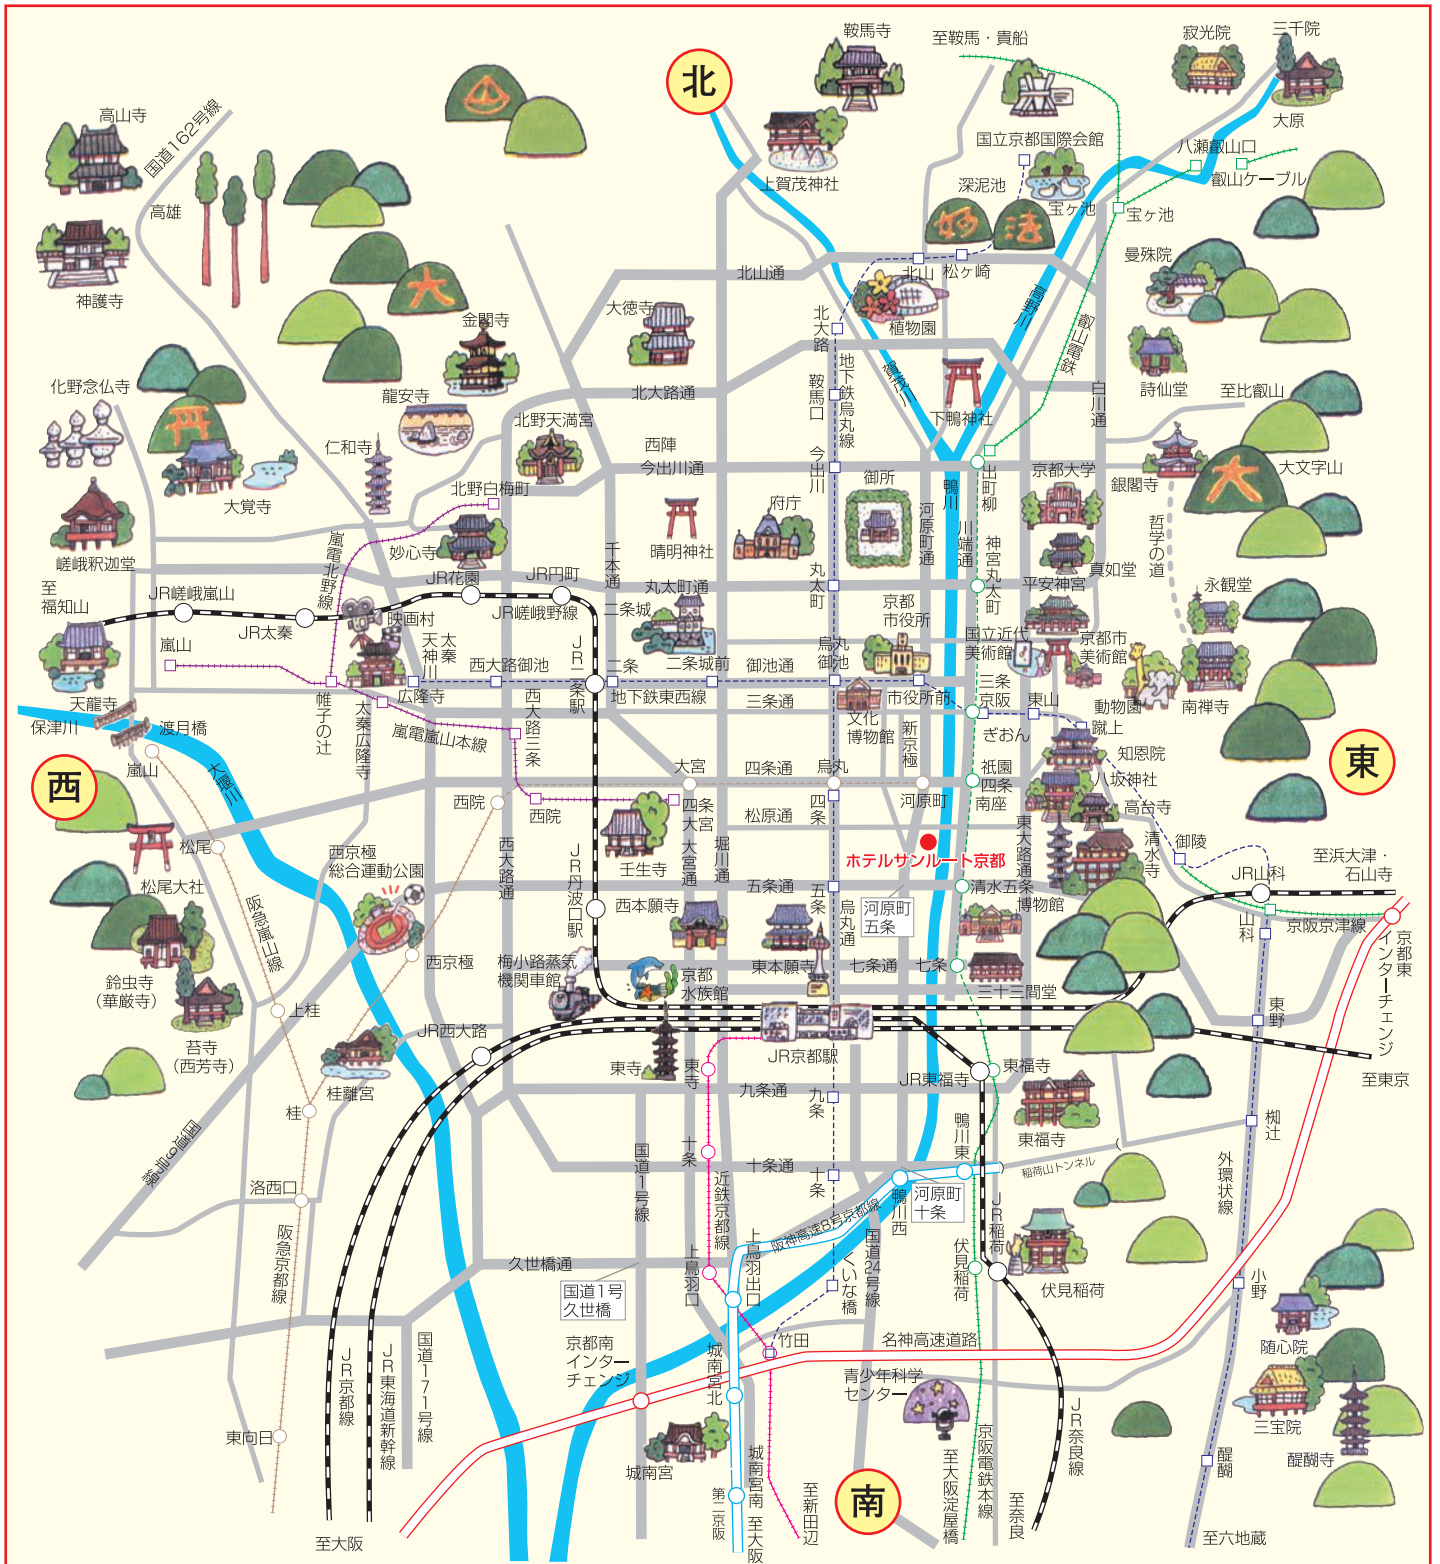 北
鞍馬寺
至鞍馬・貴船
寂光院
三千院
大原
高山寺
国道162号線
上賀茂神社
国立京都国際会館
八瀬叡山口
叡山ケーブル
深泥池
宝ヶ池
宝ヶ池
高雄
神護寺
妙
法
曼殊院
北山通
北山
松ヶ崎
高野川
叡山電鉄
大
金閣寺
大徳寺
植物園
北大路
地下鉄烏丸線
賀茂川
詩仙堂
化野念仏寺
龍安寺
北大路通
鞍馬口
下鴨神社
白川通
至比叡山
仁和寺
北野天満宮
西陣
今出川通
今出川
御所
出町柳
京都大学
銀閣寺
大文字山
大
大覚寺
北野白梅町
府庁
鴨川
河原町通
川端通
嵯峨釈迦堂
嵐電北野線
妙心寺
千本通
晴明神社
神宮丸太町
真如堂
哲学の道
至
福知山
JR嵯峨嵐山
JR太秦
JR花園
JR円町
JR嵯峨野線
丸太町通
丸太町
平安神宮
永観堂
映画村
二条城
京都
市役所
嵐山
太秦
天神川
西大路御池
二条
二条城前
御池通
烏丸
御池
国立近代
美術館
京都市
美術館
天龍寺
広隆寺
JR二条駅
地下鉄東西線
市役所前
三条
京阪
東山
動物園
南禅寺
保津川
渡月橋
帷子の辻
太秦広隆寺
嵐電嵐山本線
西大路三条
三条通
文化
博物館
新京極
ぎおん
蹴上
知恩院
西
嵐山
大堰川
西院
西院
大宮
四条通
烏丸
河原町
祇園
四条
南座
八坂神社
高台寺
東
四条
大宮
四条
松原通
松尾
松尾大社
西京極
総合運動公園
西大路通
JR丹波口駅
壬生寺
大宮通
堀川通
ホテルサンルート京都
東大路通
清水寺
御陵
JR山科
至浜大津・
石山寺
五条通
五条
清水五条
博物館
阪急嵐山線
西本願寺
烏丸通
河原町
五条
山科
京阪京津線
京都東
インターチェンジ
鈴虫寺
(華厳寺)
西京極
梅小路蒸気
機関車館
京都
水族館
東本願寺
七条通
七条
三十三間堂
上桂
JR西大路
東野
苔寺
(西芳寺)
桂離宮
東寺
東寺
JR京都駅
JR東福寺
東福寺
至東京
九条通
九条
桂
国道9号線
国道1号線
十条
十条通
十条
鴨川東
東福寺
椥辻
稲荷山トンネル
洛西口
近鉄京都線
鴨川西
河原町
十条
外環状線
阪急京都線
久世橋通
上鳥羽口
上鳥羽出口
阪神高速8号京都線
くいな橋
国道24号線
伏見稲荷
JR稲荷
伏見稲荷
小野
国道1号
久世橋
JR京都線
JR東海道新幹線
国道171号線
京都南
インター
チェンジ
城南宮北
竹田
名神高速道路
随心院
青少年科学
センター
三宝院
東向日
城南宮
城南宮南
京阪電鉄本線
JR奈良線
醍醐
醍醐寺
第二京阪
至大阪
至新田辺
南
至大阪淀屋橋
至奈良
至大阪
至六地蔵